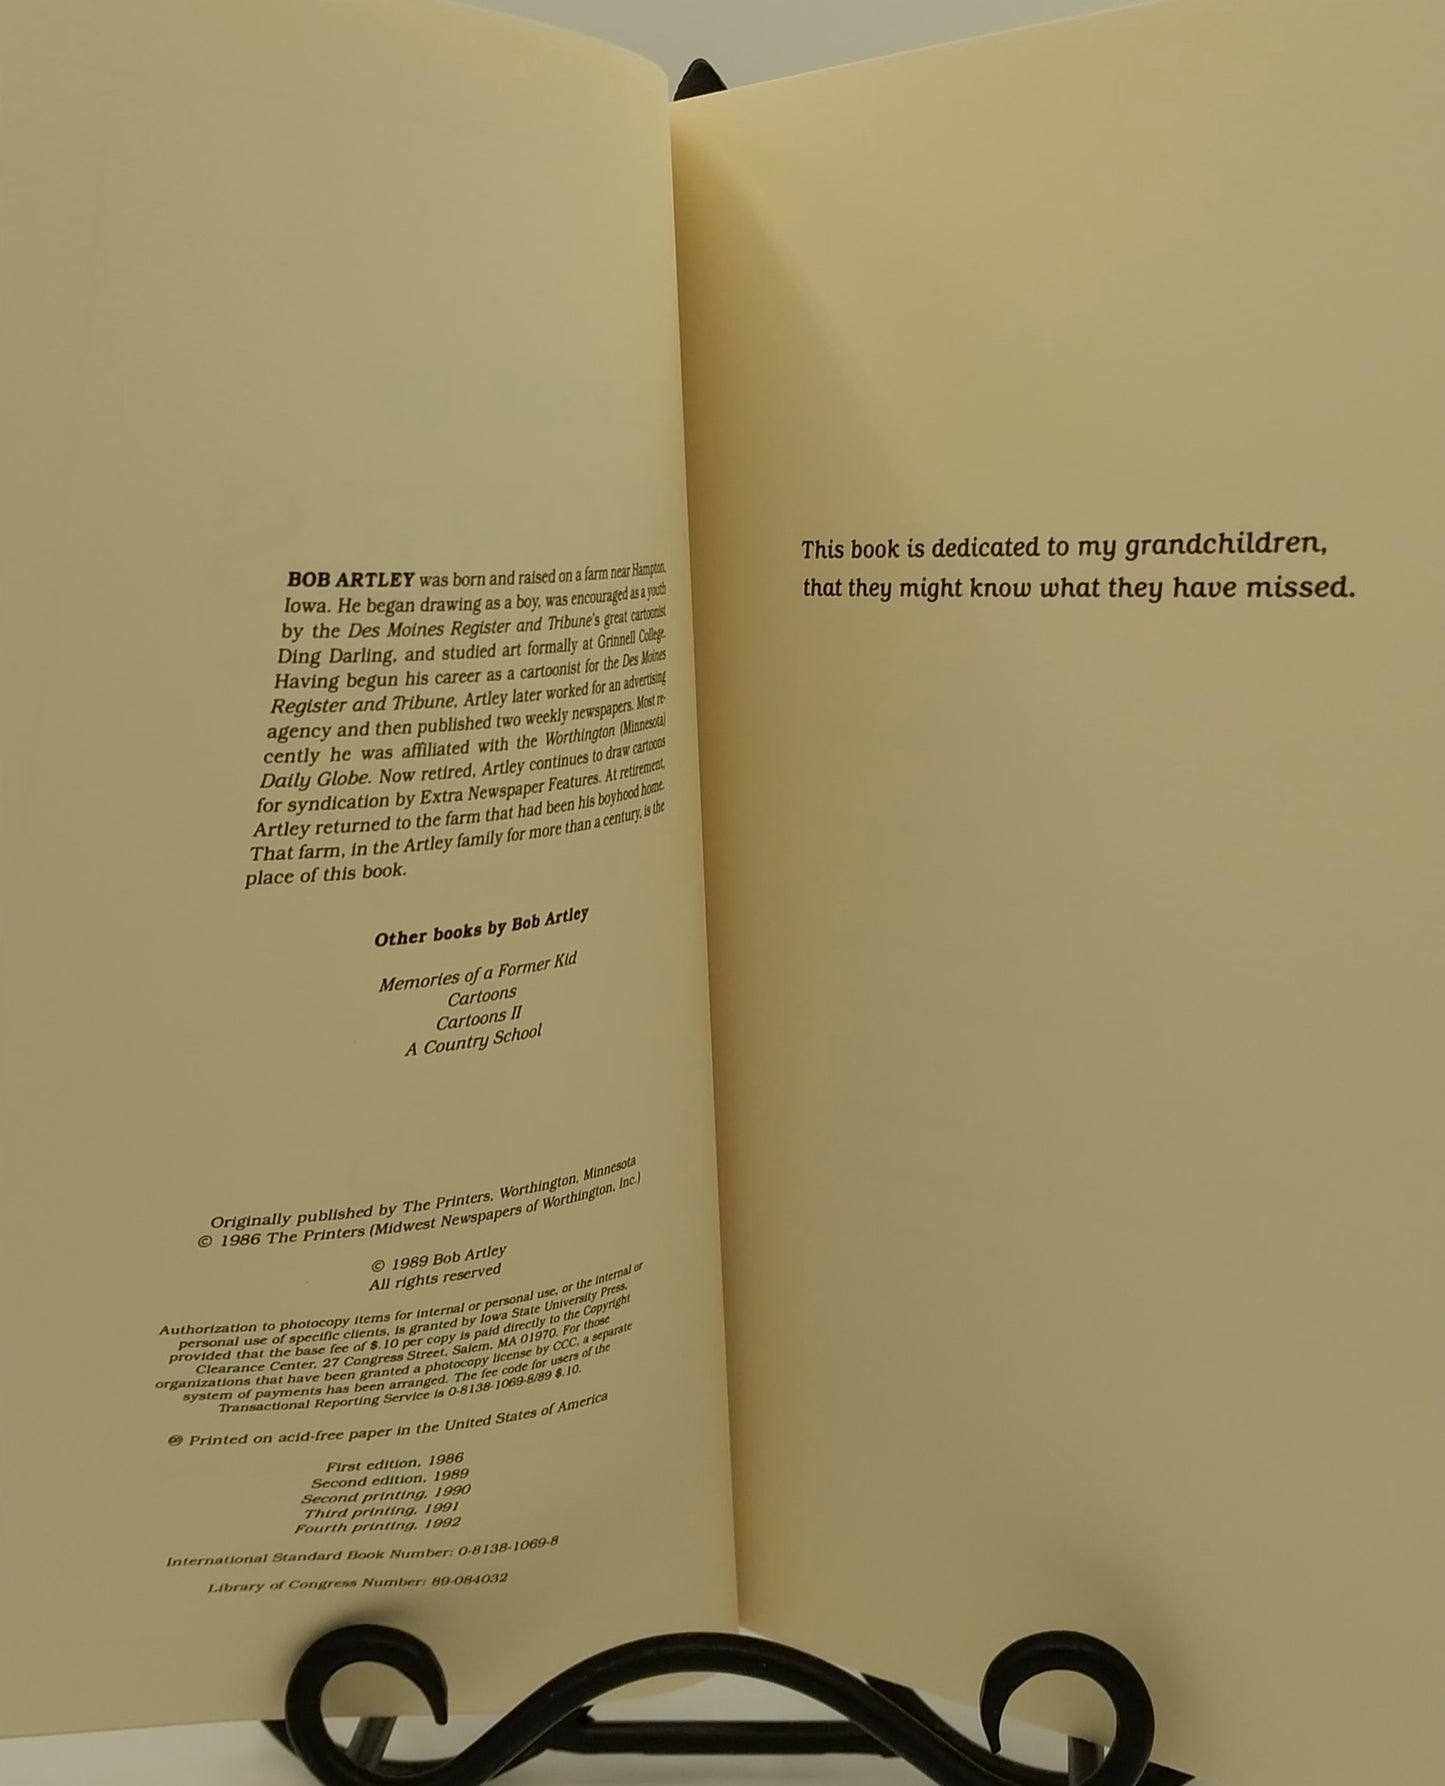 BOB ARTLEY was born and raised on a farm near Hampton,
Iowa. He began drawing as a boy, was encouraged as a youth
by the Des Moines Register and Tribune's great cartoonist
Ding Darling, and studied art formally at Grinnell College.
Having begun his career as a cartoonist for the Des Moines
Register and Tribune, Artley later worked for an advertising
agency and then published two weekly newspapers. Most re-
cently he was affiliated with the Worthington (Minnesota)
Daily Globe. Now retired, Artley continues to draw cartoons
for syndication by Extra Newspaper Features. At retirement,
Artley returned to the farm that had been his boyhood home.
That farm, in the Artley family for more than a century, is the
place of this book.
Other books by Bob Artley
Memories of a Former Kid
Cartoons
Cartoons II
A Country School
Originally published by The Printers, Worthington, Minnesota
© 1986 The Printers (Midwest Newspapers of Worthington, Inc.)
© 1989 Bob Artley
All rights reserved
Authorization to photocopy items for internal or personal use, or the internal or
personal use of specific clients, is granted by Iowa State University Press,
provided that the base fee of $.10 per copy is paid directly to the Copyright
Clearance Center, 27 Congress Street, Salem, MA 01970. For those
organizations that have been granted a photocopy license by CCC, a separate
system of payments has been arranged. The fee code for users of the
Transactional Reporting Service is 0-8138-1069-8/89 $.10.
♾ Printed on acid-free paper in the United States of America
First edition, 1986
Second edition, 1989
Second printing, 1990
Third printing, 1991
Fourth printing, 1992
International Standard Book Number: 0-8138-1069-8
Library of Congress Number: 89-084032
This book is dedicated to my grandchildren,
that they might know what they have missed.